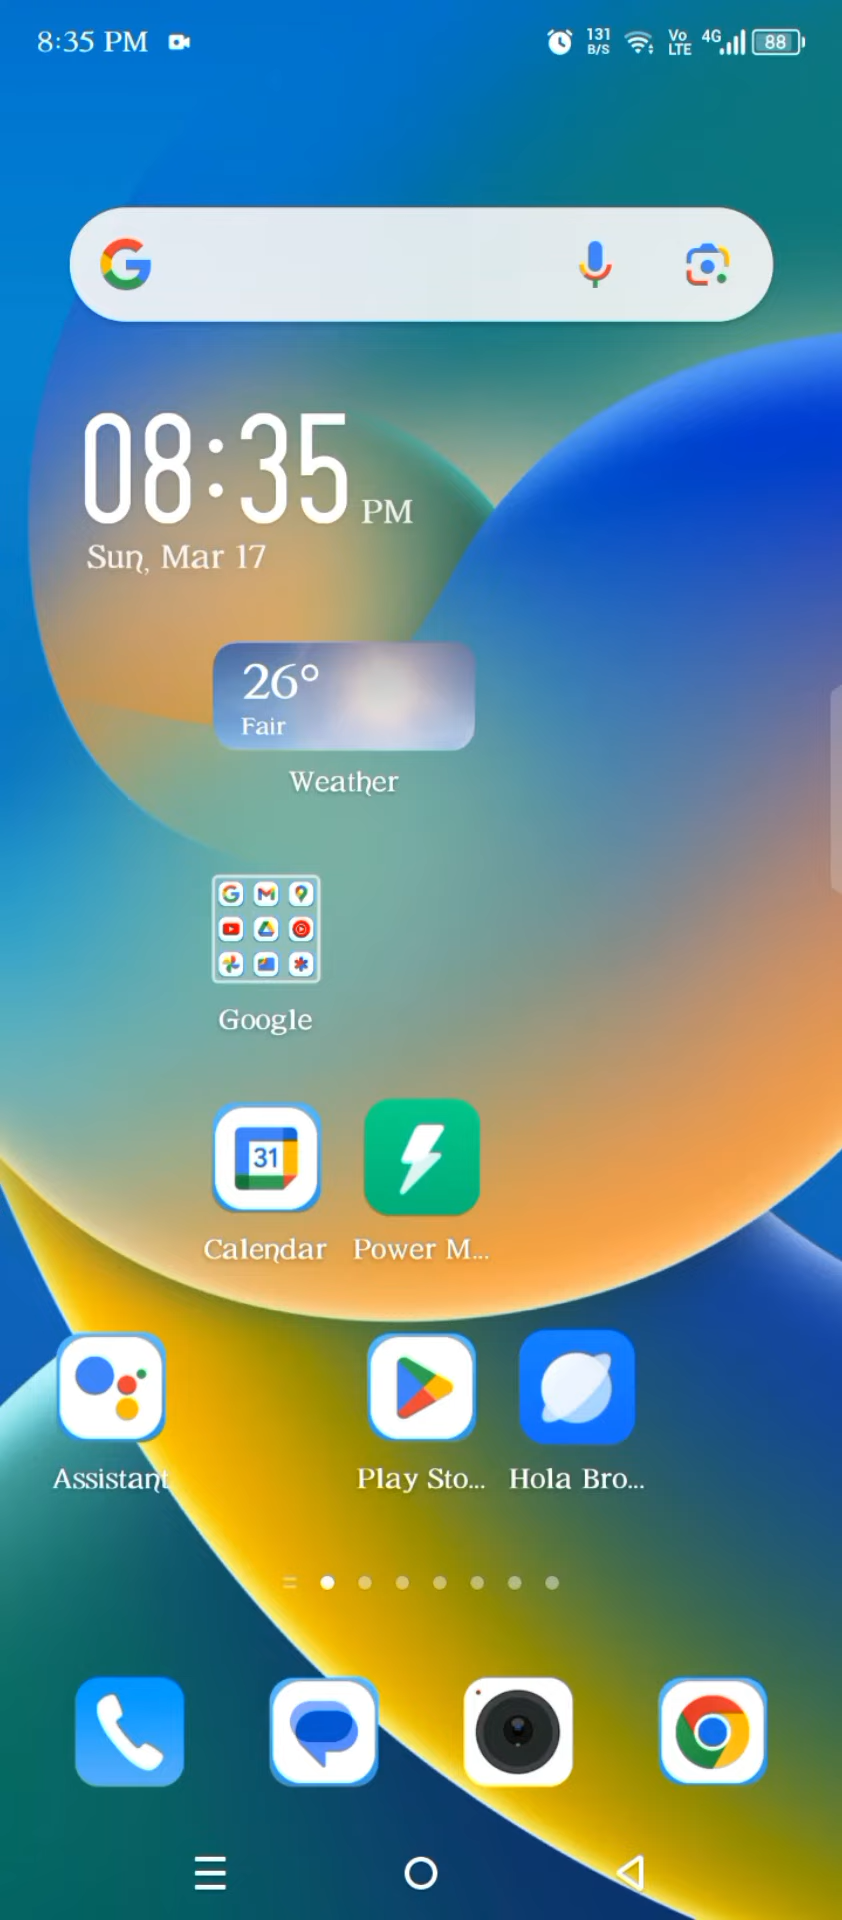 8:35 PM 131 B/S Vo LTE 4G 88
08:35 PM
Sun, Mar 17
26°
Fair
Weather
Google
31
Calendar Power M...
Assistant Play Sto... Hola Bro...